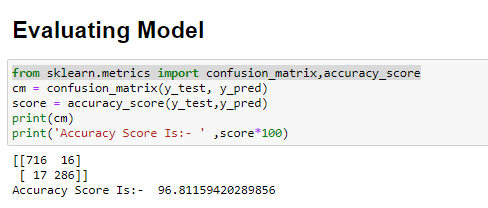 Evaluating Model
from sklearn.metrics import confusion_matrix,accuracy_score
cm = confusion_matrix(y_test, y_pred)
score = accuracy_score(y_test,y_pred)
print(cm)
print('Accuracy Score Is:- ' ,score*100)
[[716  16]
 [ 17 286]]
Accuracy Score Is:-  96.81159420289856